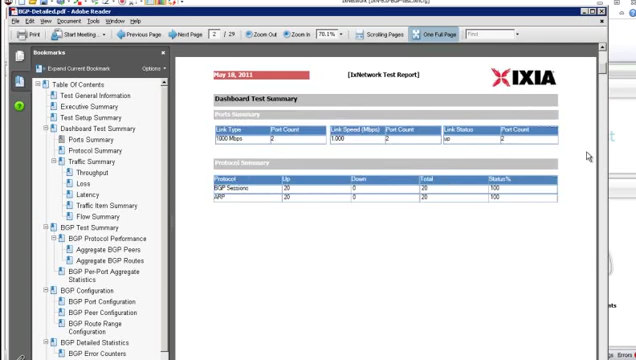 BGP-Detailed.pdf - Adobe Reader
File Edit View Document Tools Window Help
Print Start Meeting... Previous Page Next Page 2 / 29 Zoom Out Zoom In 70.1% Scrolling Pages One Full Page Find
Bookmarks
Expand Current Bookmark Options
Table Of Contents
Test General Information
Executive Summary
Test Setup Summary
Dashboard Test Summary
Ports Summary
Protocol Summary
Traffic Summary
Throughput
Loss
Latency
Traffic Item Summary
Flow Summary
BGP Test Summary
BGP Protocol Performance
Aggregate BGP Peers
Aggregate BGP Routes
BGP Per-Port Aggregate
Statistics
BGP Configuration
BGP Port Configuration
BGP Peer Configuration
BGP Route Range
Configuration
BGP Detailed Statistics
BGP Error Counters
May 18, 2011 [IxNetwork Test Report] IXIA
Dashboard Test Summary
Ports Summary
Link Type Port Count Link Speed (Mbps) Port Count Link Status Port Count
1000 Mbps 2 1,000 2 up 2
Protocol Summary
Protocol Up Down Total Status%
BGP Sessions 20 0 20 100
ARP 20 0 20 100